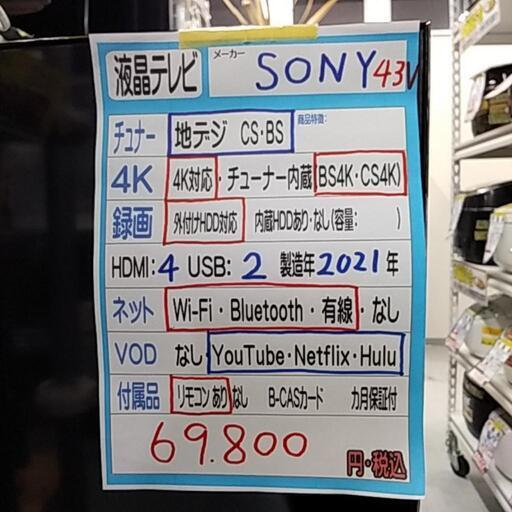 液晶テレビ メーカー SONY 43V
チューナー 地デジ CS・BS 商品特徴:
4K 4K対応・チューナー内蔵(BS4K・CS4K)
録画 外付けHDD対応 内蔵HDDあり・なし(容量: )
HDMI:4 USB:2 製造年2021年
ネット Wi-Fi・Bluetooth・有線・なし
VOD なし・YouTube・Netflix・Hulu
付属品 リモコンあり・なし B-CASカード カ月保証付
69.800
円・税込